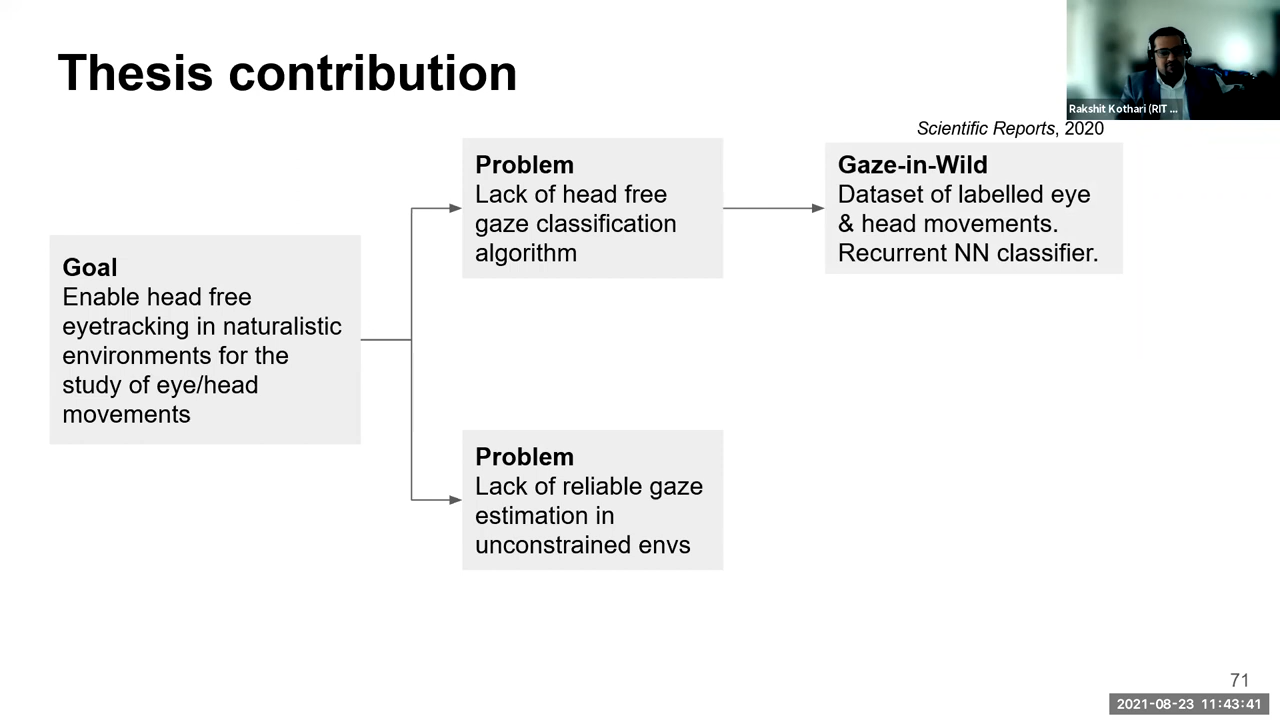 Thesis contribution
Rakshit Kothari (RIT ...
Scientific Reports, 2020
Goal
Enable head free
eyetracking in naturalistic
environments for the
study of eye/head
movements
Problem
Lack of head free
gaze classification
algorithm
Gaze-in-Wild
Dataset of labelled eye
& head movements.
Recurrent NN classifier.
Problem
Lack of reliable gaze
estimation in
unconstrained envs
71
2021-08-23 11:43:41